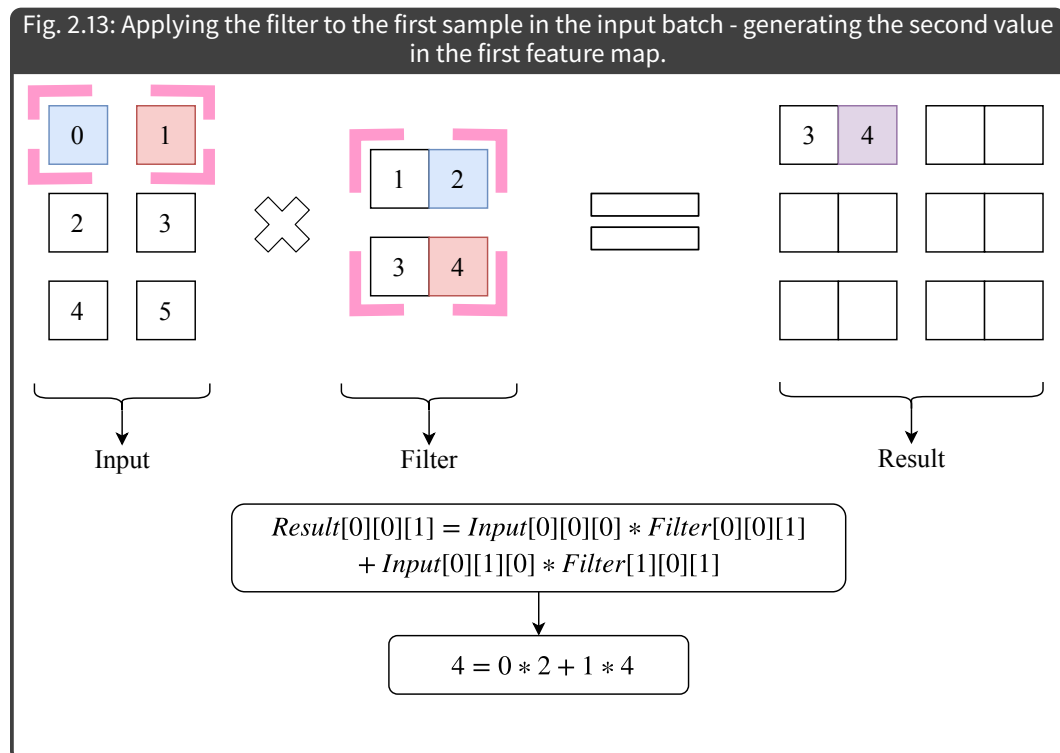 Fig. 2.13: Applying the filter to the first sample in the input batch - generating the second value
in the first feature map.
0 1
1 2
3 4
2 3
3 4
4 5
Input
Filter
Result
Result[0][0][1] = Input[0][0][0] * Filter[0][0][1]
+ Input[0][1][0] * Filter[1][0][1]
4 = 0 * 2 + 1 * 4